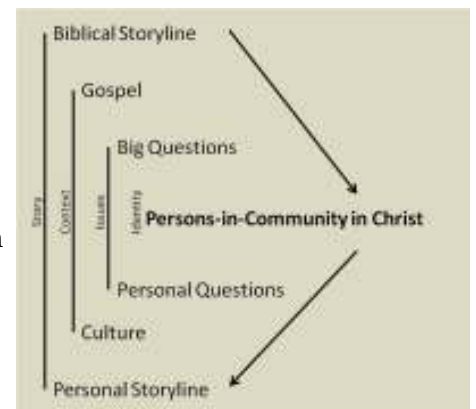 Biblical Storyline
Gospel
Big Questions
Story
Context
Issues
Identity
Persons-in-Community in Christ
Personal Questions
Culture
Personal Storyline